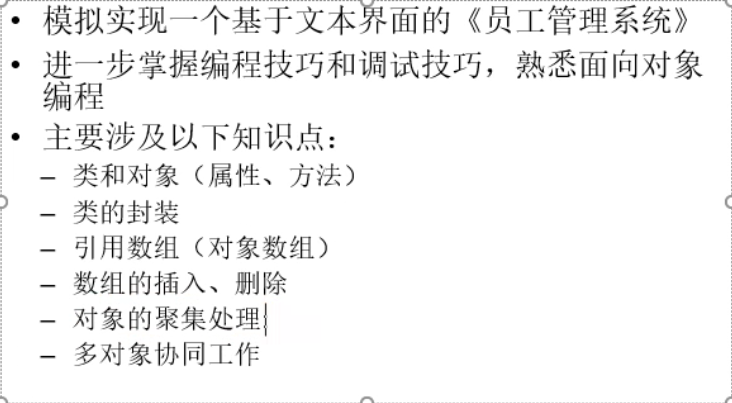 • 模拟实现一个基于文本界面的《员工管理系统》
• 进一步掌握编程技巧和调试技巧，熟悉面向对象
编程
• 主要涉及以下知识点：
– 类和对象（属性、方法）
– 类的封装
– 引用数组（对象数组）
– 数组的插入、删除
– 对象的聚集处理
– 多对象协同工作